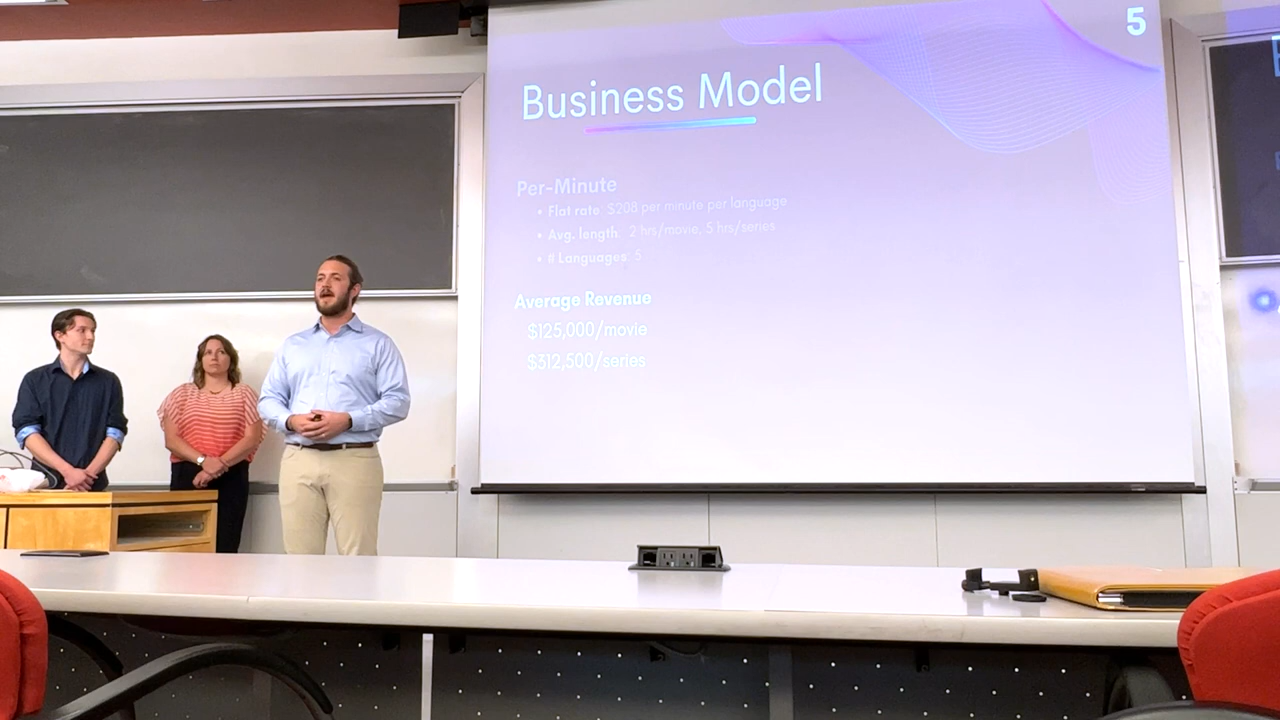 5
Business Model
Per-Minute
• Flat rate: $208 per minute per language
• Avg. length: 2 hrs/movie, 5 hrs/series
• # Languages: 5
Average Revenue
$125,000/movie
$312,500/series